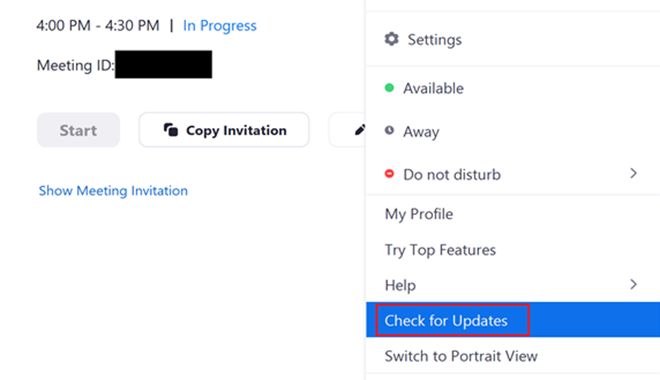 4:00 PM - 4:30 PM | In Progress
Meeting ID:
Start
Copy Invitation
Show Meeting Invitation
Settings
Available
Away
Do not disturb
My Profile
Try Top Features
Help
Check for Updates
Switch to Portrait View